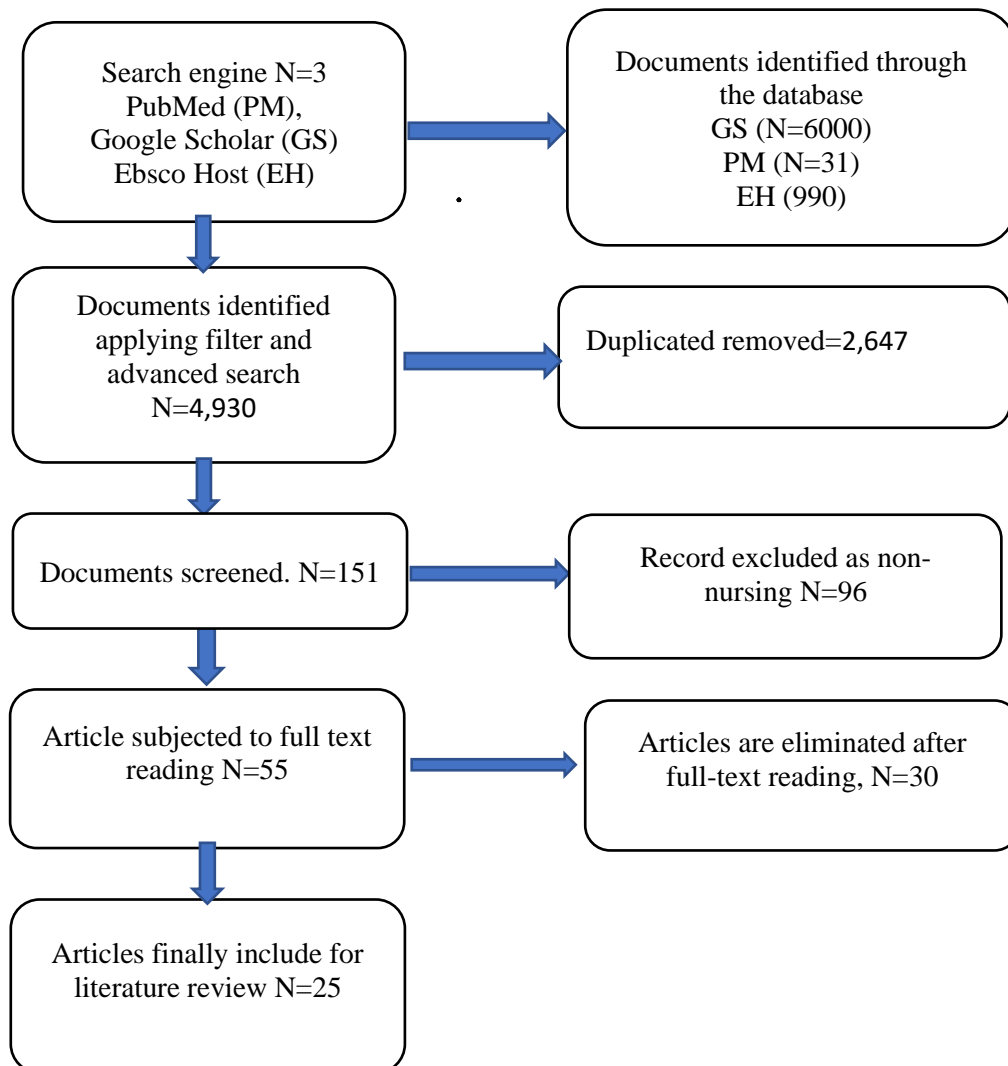 Search engine N=3
PubMed (PM),
Google Scholar (GS)
Ebsco Host (EH)
Documents identified through
the database
GS (N=6000)
PM (N=31)
EH (990)
Documents identified
applying filter and
advanced search
N=4,930
Duplicated removed=2,647
Documents screened. N=151
Record excluded as non-
nursing N=96
Article subjected to full text
reading N=55
Articles are eliminated after
full-text reading, N=30
Articles finally include for
literature review N=25